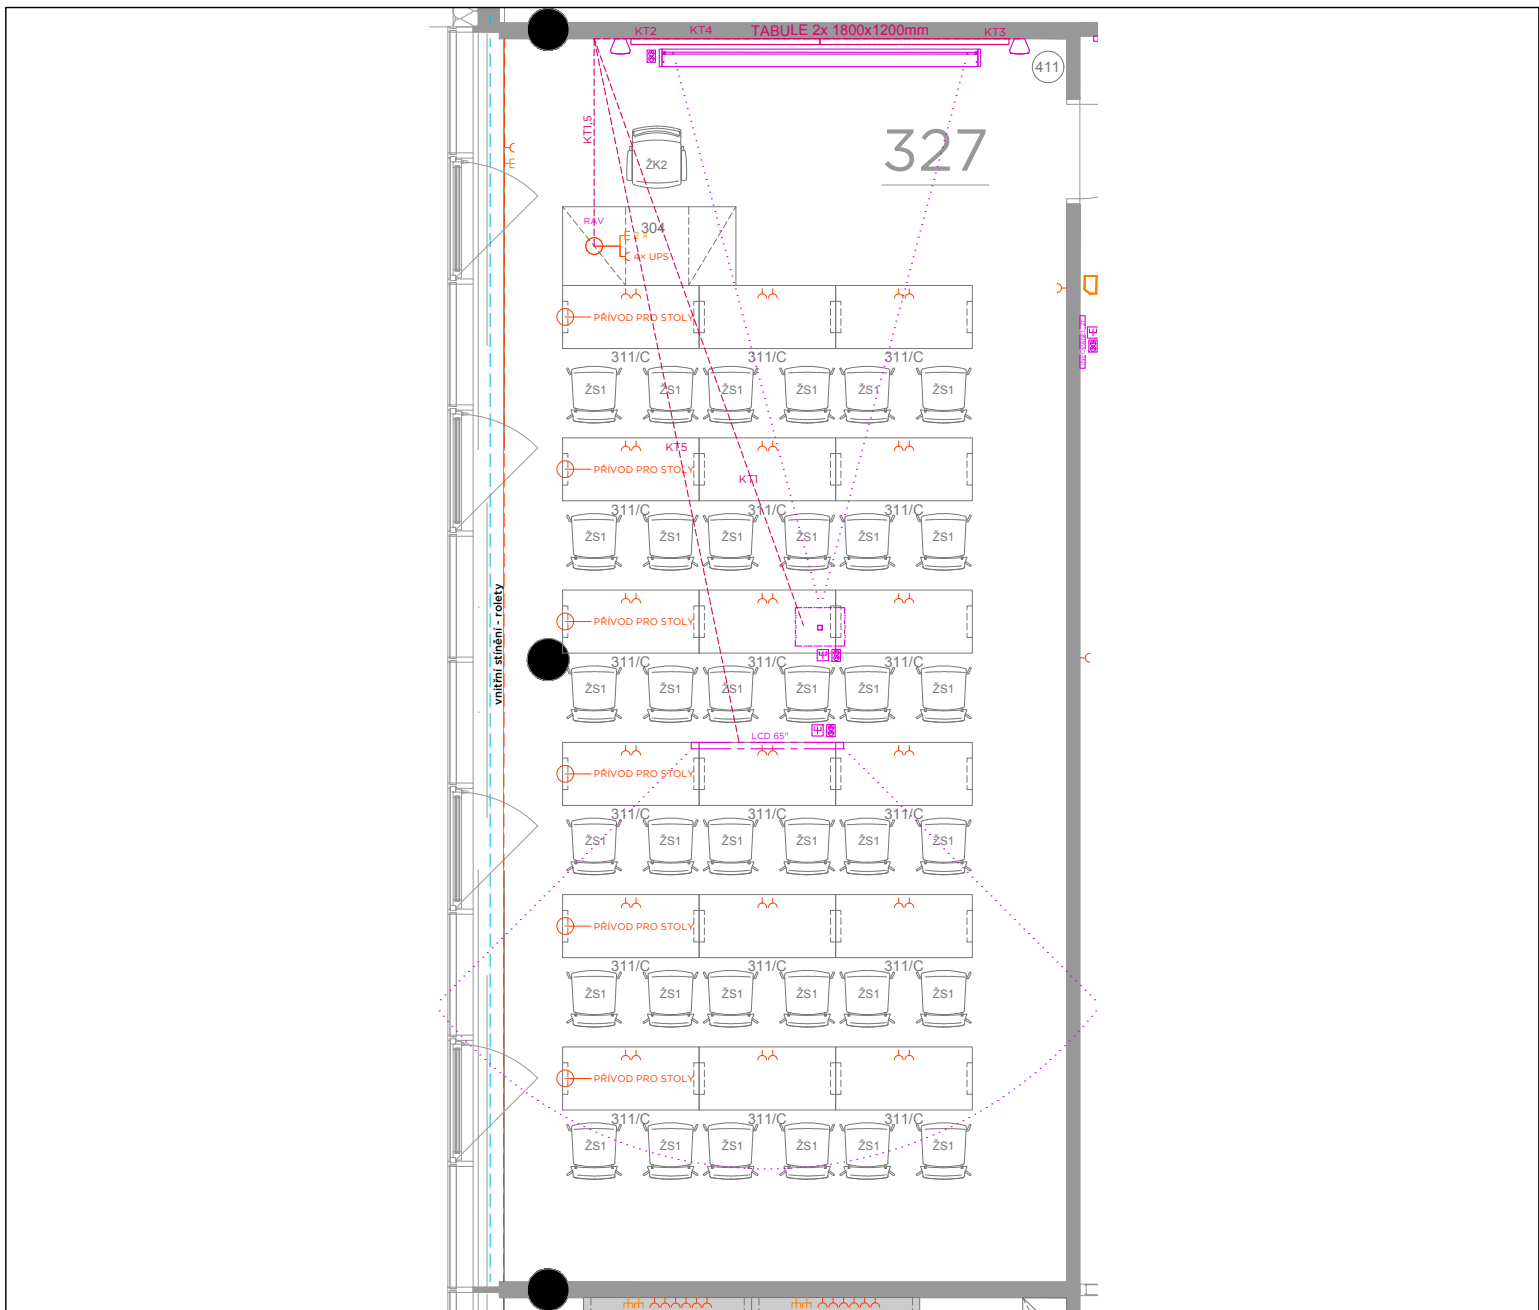 KT2 KT4 TABULE 2x 1800x1200mm KT3
411
KT1,5
327
ŽK2
RAV
304
2 ×
4× UPS
PŘÍVOD PRO STOLY
311/C 311/C 311/C
ŽS1 ŽS1 ŽS1 ŽS1 ŽS1 ŽS1
KT5
PŘÍVOD PRO STOLY
KT1
311/C 311/C 311/C
ŽS1 ŽS1 ŽS1 ŽS1 ŽS1 ŽS1
vnitřní stínění - rolety
PŘÍVOD PRO STOLY
311/C 311/C 311/C
ŽS1 ŽS1 ŽS1 ŽS1 ŽS1 ŽS1
LCD 65"
PŘÍVOD PRO STOLY
311/C 311/C 311/C
ŽS1 ŽS1 ŽS1 ŽS1 ŽS1 ŽS1
PŘÍVOD PRO STOLY
311/C 311/C 311/C
ŽS1 ŽS1 ŽS1 ŽS1 ŽS1 ŽS1
PŘÍVOD PRO STOLY
311/C 311/C 311/C
ŽS1 ŽS1 ŽS1 ŽS1 ŽS1 ŽS1